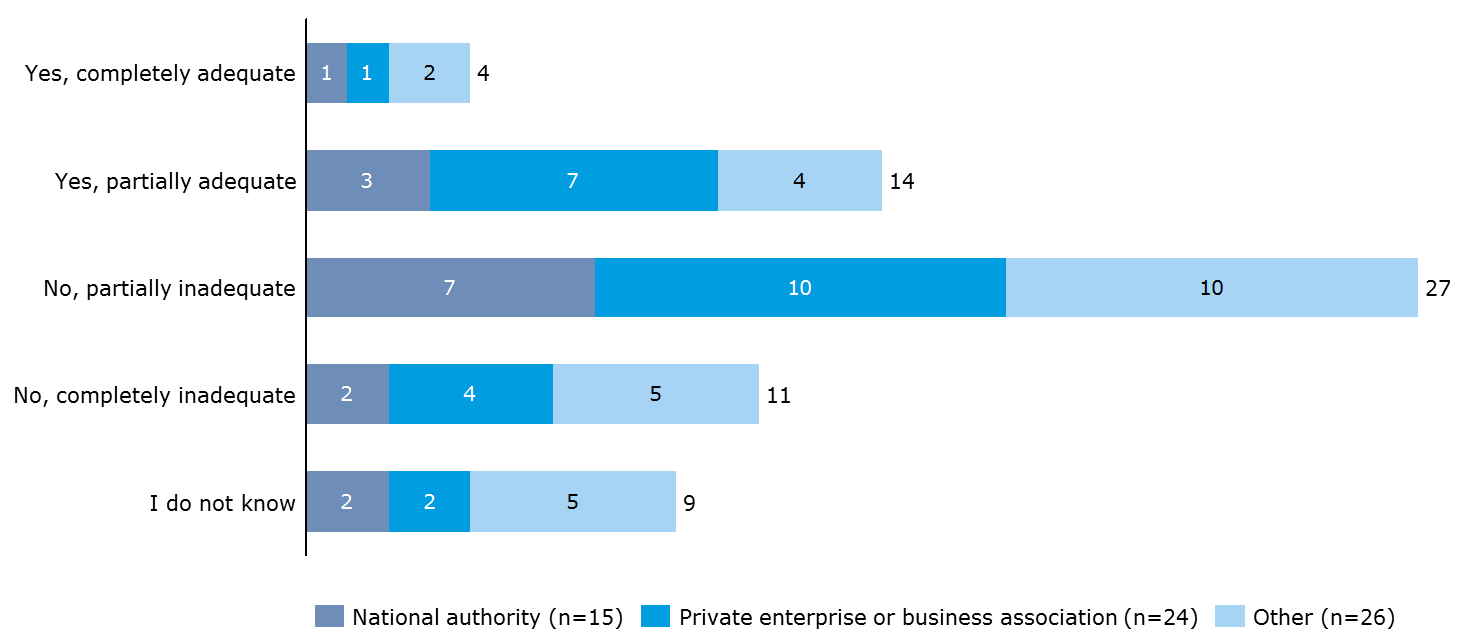 Yes, completely adequate 1 1 2 4
Yes, partially adequate 3 7 4 14
No, partially inadequate 7 10 10 27
No, completely inadequate 2 4 5 11
I do not know 2 2 5 9
National authority (n=15) Private enterprise or business association (n=24) Other (n=26)